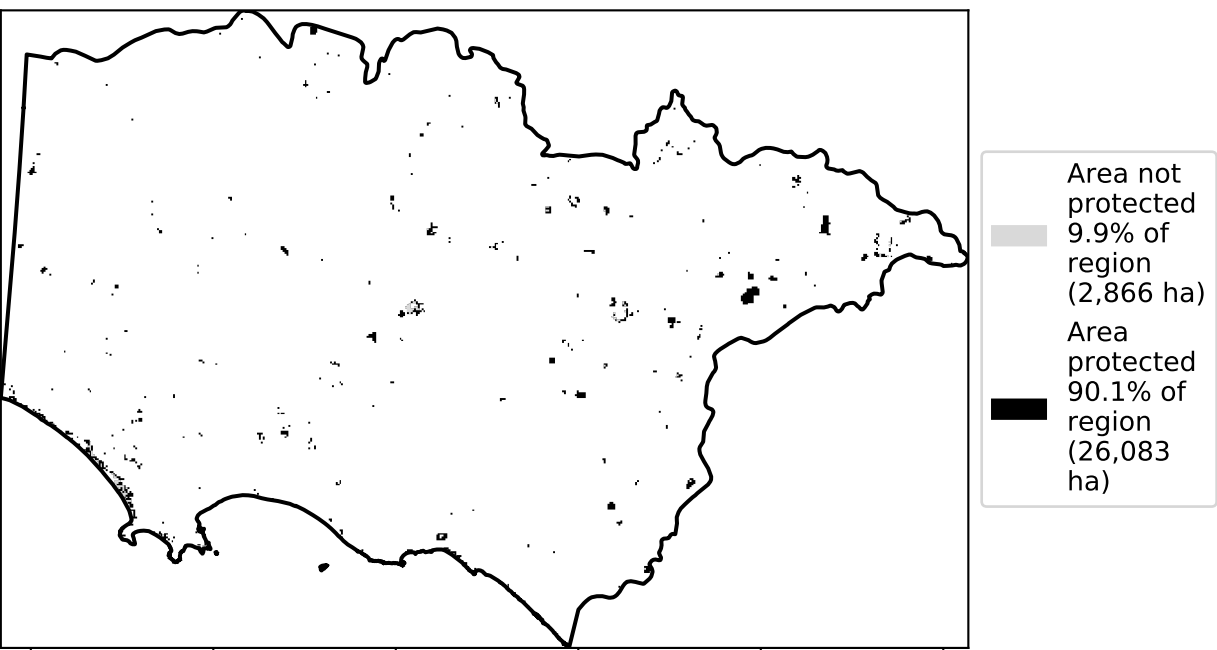 Area not
protected
9.9% of
region
(2,866 ha)
Area
protected
90.1% of
region
(26,083
ha)